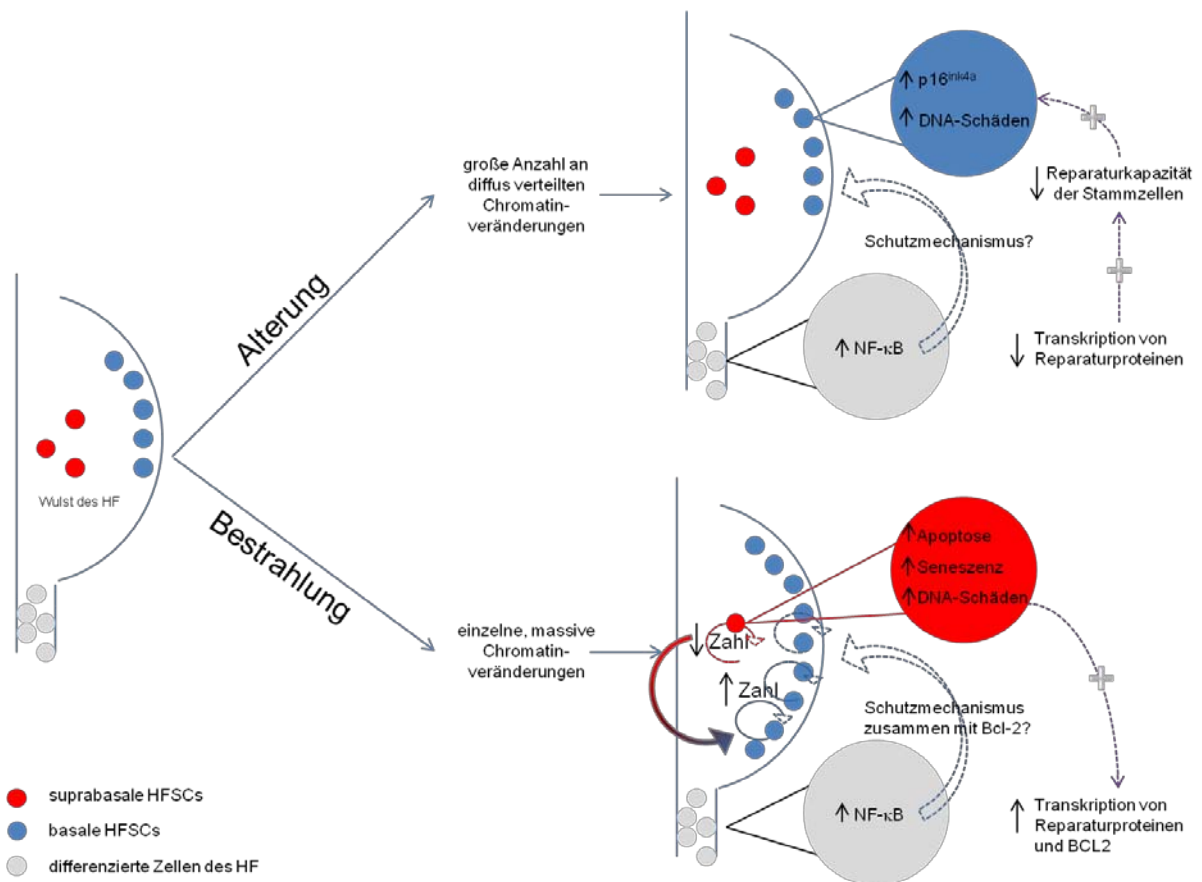 ↑ p16ink4a
↑ DNA-Schäden
große Anzahl an
diffus verteilten
Chromatin-
veränderungen
↓ Reparaturkapazität
der Stammzellen
Schutzmechanismus?
Alterung
↑ NF-κB
↓ Transkription von
Reparaturproteinen
Wulst des HF
Bestrahlung
↑ Apoptose
↑ Seneszenz
↑ DNA-Schäden
einzelne, massive
Chromatin-
veränderungen
↓ Zahl
↑ Zahl
Schutzmechanismus
zusammen mit Bcl-2?
↑ NF-κB
↑ Transkription von
Reparaturproteinen
und BCL2
suprabasale HFSCs
basale HFSCs
differenzierte Zellen des HF